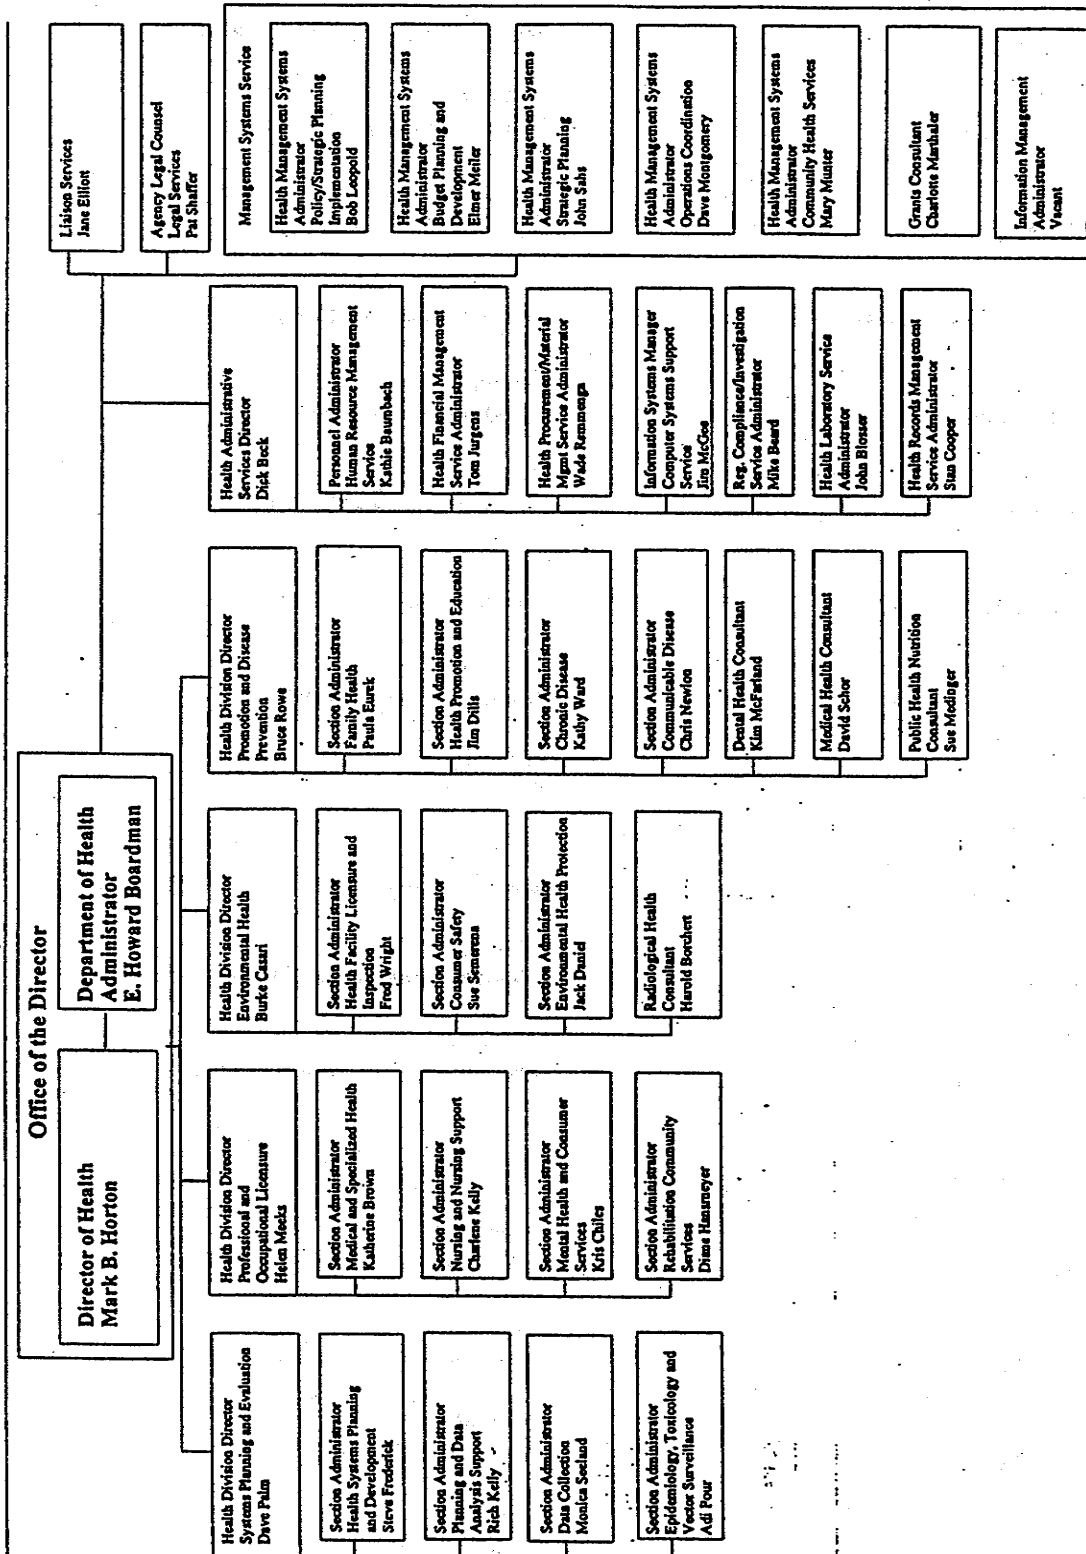 Office of the Director
Director of Health
Mark B. Horton
Department of Health
Administrator
E. Howard Boardman
Liaison Services
Jane Elliott
Agency Legal Counsel
Legal Services
Pat Shaffer
Health Division Director
Systems Planning and Evaluation
Dave Palm
Section Administrator
Health Systems Planning
and Development
Steve Frederick
Section Administrator
Planning and Data
Analysis Support
Rich Kelly
Section Administrator
Data Collection
Monica Seeland
Section Administrator
Epidemiology, Toxicology and
Vector Surveillance
Adi Pour
Health Division Director
Professional and
Occupational Licensure
Helen Meeks
Section Administrator
Medical and Specialized Health
Katherine Brown
Section Administrator
Nursing and Nursing Support
Charlene Kelly
Section Administrator
Mental Health and Consumer
Services
Kris Chiles
Section Administrator
Rehabilitation Community
Services
Diane Hansmeyer
Health Division Director
Environmental Health
Burke Casari
Section Administrator
Health Facility Licensure and
Inspection
Fred Wright
Section Administrator
Consumer Safety
Sue Semerena
Section Administrator
Environmental Health Protection
Jack Daniel
Radiological Health
Consultant
Harold Borchert
Health Division Director
Promotion and Disease
Prevention
Bruce Rowe
Section Administrator
Family Health
Paula Eurek
Section Administrator
Health Promotion and Education
Jim Dills
Section Administrator
Chronic Disease
Kathy Ward
Section Administrator
Communicable Disease
Chris Newlon
Dental Health Consultant
Kim McFarland
Medical Health Consultant
David Schor
Public Health Nutrition
Consultant
Sue Medinger
Health Administrative
Services Director
Dick Beck
Personnel Administrator
Human Resource Management
Service
Kathie Baumbach
Health Financial Management
Service Administrator
Tom Jurgens
Health Procurement/Material
Mgmt Service Administrator
Wade Remmenga
Information Systems Manager
Computer Systems Support
Service
Jim McGee
Reg. Compliance/Investigation
Service Administrator
Mike Beard
Health Laboratory Service
Administrator
John Blosser
Health Records Management
Service Administrator
Stan Cooper
Management Systems Service
Health Management Systems
Administrator
Policy/Strategic Planning
Implementation
Bob Leopold
Health Management Systems
Administrator
Budget Planning and
Development
Elmer Meiler
Health Management Systems
Administrator
Strategic Planning
John Sahs
Health Management Systems
Administrator
Operations Coordination
Dave Montgomery
Health Management Systems
Administrator
Community Health Services
Mary Munter
Grants Consultant
Charlotte Marthaler
Information Management
Administrator
Vacant